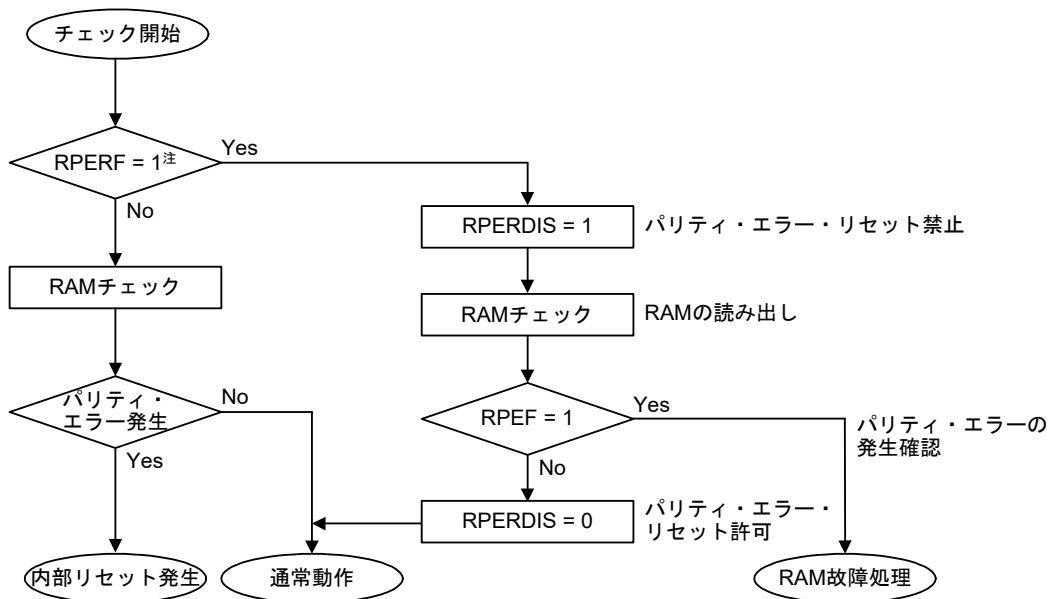 チェック開始
RPERF = 1注
Yes
No
RPERDIS = 1
パリティ・エラー・リセット禁止
RAMチェック
RAMチェック
RAMの読み出し
パリティ・
エラー発生
No
Yes
RPEF = 1
Yes
No
パリティ・エラーの
発生確認
RPERDIS = 0
パリティ・エラー・
リセット許可
内部リセット発生
通常動作
RAM故障処理